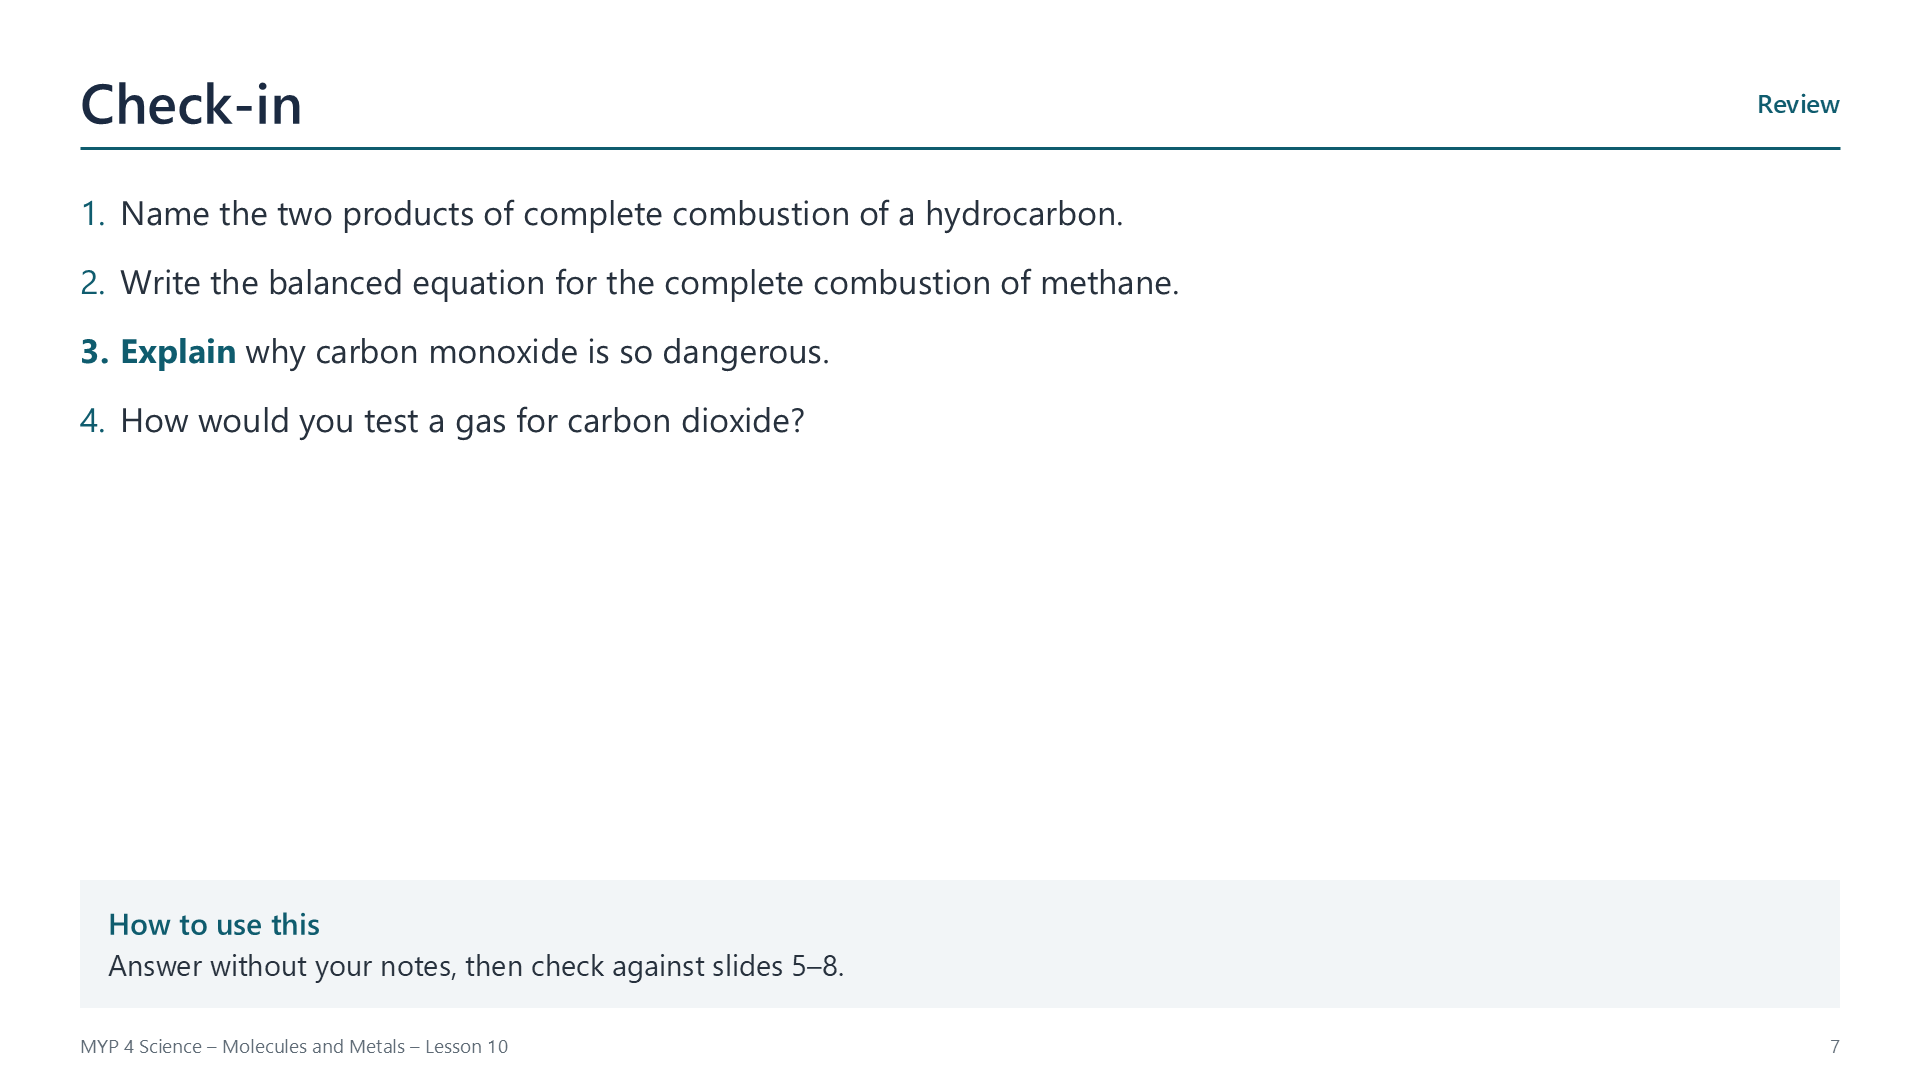 Check-in
Review
1. Name the two products of complete combustion of a hydrocarbon.
2. Write the balanced equation for the complete combustion of methane.
3. Explain why carbon monoxide is so dangerous.
4. How would you test a gas for carbon dioxide?
How to use this
Answer without your notes, then check against slides 5–8.
MYP 4 Science – Molecules and Metals – Lesson 10
7